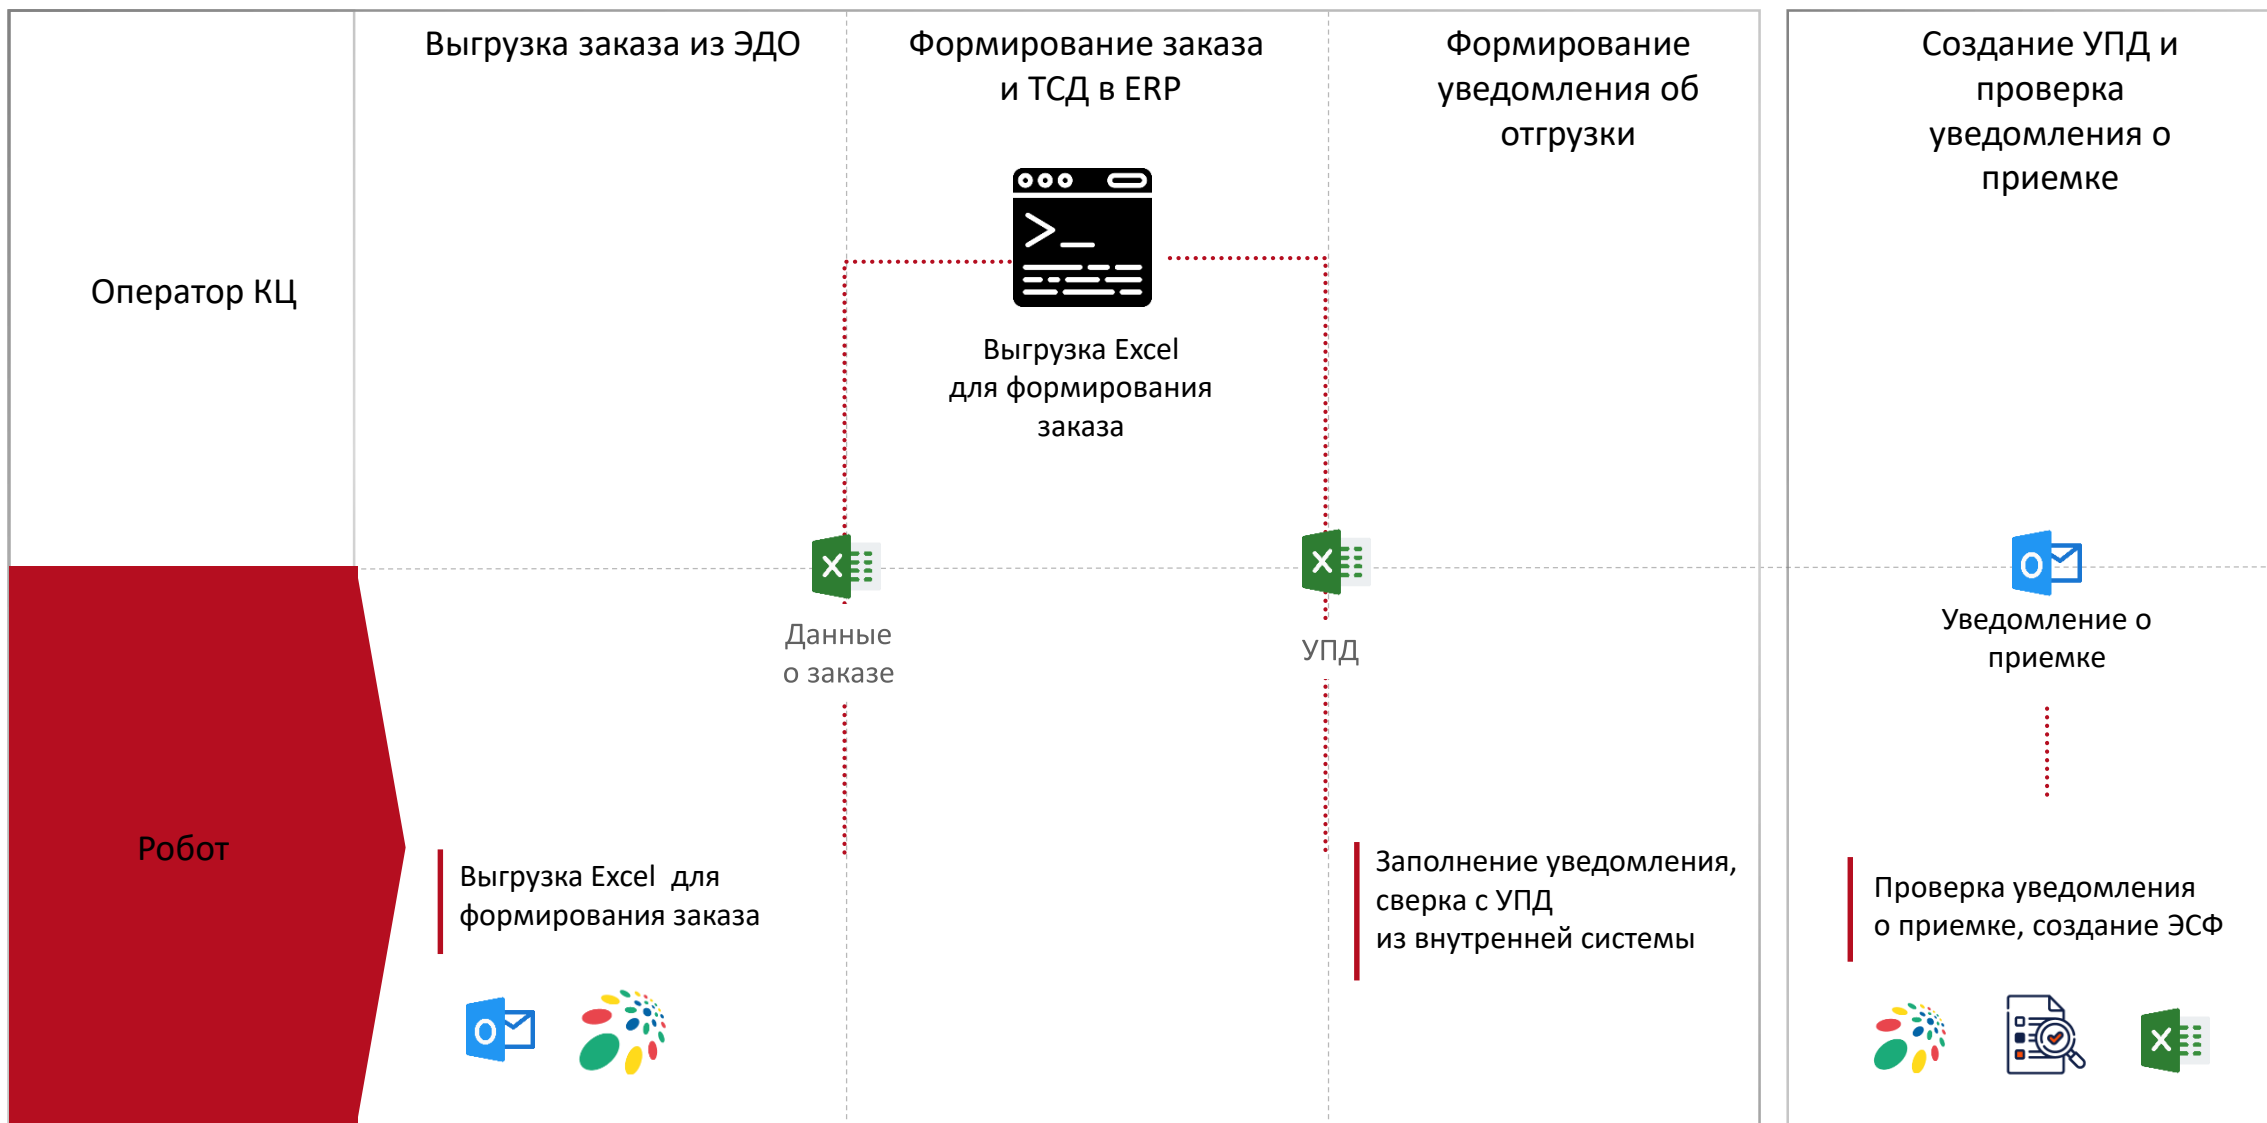 Выгрузка заказа из ЭДО
Формирование заказа
и ТСД в ERP
Формирование
уведомления об
отгрузки
Создание УПД и
проверка
уведомления о
приемке
Оператор КЦ
Выгрузка Excel
для формирования
заказа
Данные
о заказе
УПД
Уведомление о
приемке
Робот
Выгрузка Excel для
формирования заказа
Заполнение уведомления,
сверка с УПД
из внутренней системы
Проверка уведомления
о приемке, создание ЭСФ